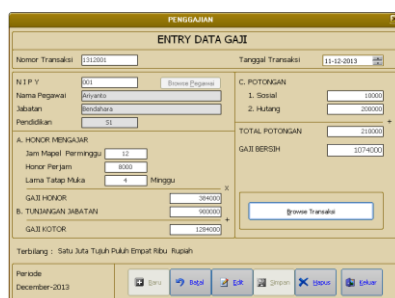 PENGGAJIAN
ENTRY DATA GAJI
Nomor Transaksi 1312001 Tanggal Transaksi 11-12-2013
N I P Y 001 Browse Pegawai
Nama Pegawai Ariyanto
Jabatan Bendahara
Pendidikan S1
A. HONOR MENGAJAR
Jam Mapel Perminggu 12
Honor Perjam 8000
Lama Tatap Muka 4 Minggu
x
GAJI HONOR 384000
B. TUNJANGAN JABATAN 900000
+
GAJI KOTOR 1284000
C. POTONGAN
1. Sosial 10000
2. Hutang 200000
+
TOTAL POTONGAN 210000
GAJI BERSIH 1074000
Browse Transaksi
Terbilang : Satu Juta Tujuh Puluh Empat Ribu Rupiah
Periode
December-2013
Baru Batal Edit Simpan Hapus Keluar